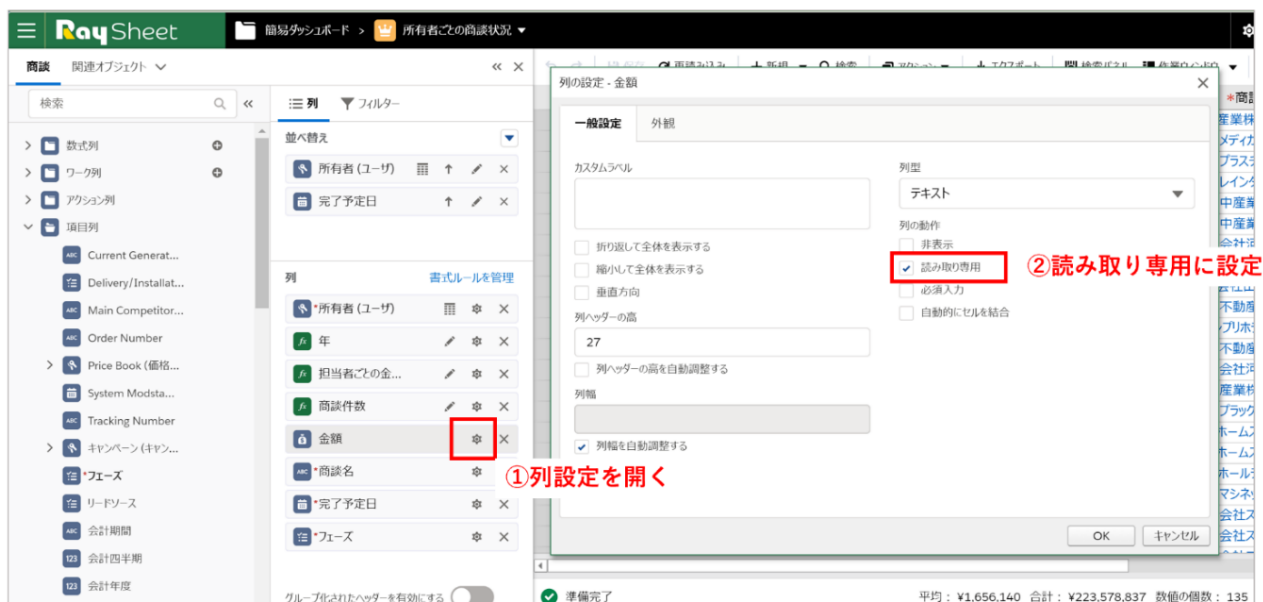 RaySheet
簡易ダッシュボード > 所有者ごとの商談状況
商談 関連オブジェクト
検索
数式列
ワーク列
アクション列
項目列
Current Generat...
Delivery/Installat...
Main Competitor...
Order Number
Price Book (価格...
System Modsta...
Tracking Number
キャンペーン (キャン...
*フェーズ
リードソース
会計期間
会計四半期
会計年度
列 フィルター
並べ替え
所有者 (ユーザ)
完了予定日
列 書式ルールを管理
*所有者 (ユーザ)
年
担当者ごとの金...
商談件数
金額
*商談名
*完了予定日
*フェーズ
グループ化されたヘッダーを有効にする
①列設定を開く
列の設定 - 金額
一般設定 外観
カスタムラベル
折り返して全体を表示する
縮小して全体を表示する
垂直方向
列ヘッダーの高
27
列ヘッダーの高を自動調整する
列幅
列幅を自動調整する
列型
テキスト
列の動作
非表示
読み取り専用
必須入力
自動的にセルを結合
②読み取り専用に設定
OK キャンセル
準備完了
平均: ¥1,656,140 合計: ¥223,578,837 数値の個数: 135